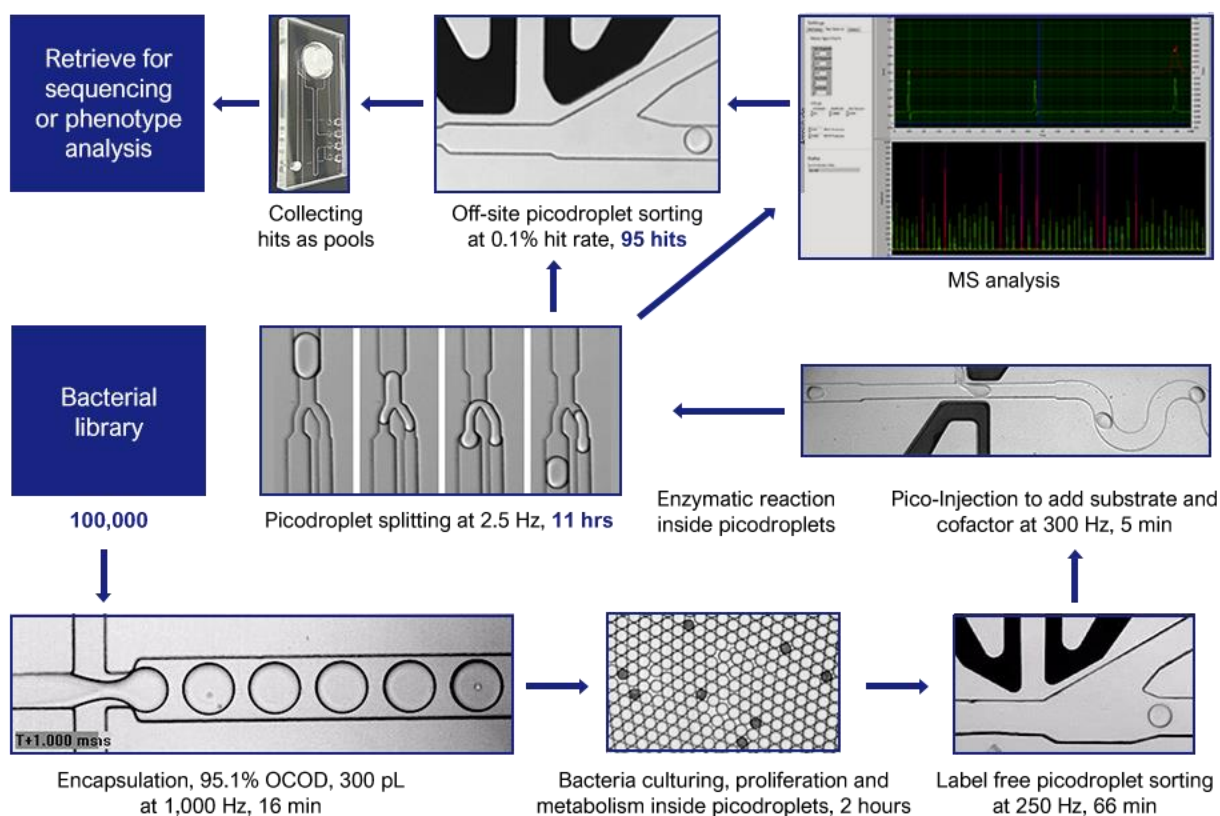 Retrieve for
sequencing
or phenotype
analysis
Collecting
hits as pools
Off-site picodroplet sorting
at 0.1% hit rate, 95 hits
MS analysis
Bacterial
library
100,000
Picodroplet splitting at 2.5 Hz, 11 hrs
Enzymatic reaction
inside picodroplets
Pico-Injection to add substrate and
cofactor at 300 Hz, 5 min
T+1.000 ms
Encapsulation, 95.1% OCOD, 300 pL
at 1,000 Hz, 16 min
Bacteria culturing, proliferation and
metabolism inside picodroplets, 2 hours
Label free picodroplet sorting
at 250 Hz, 66 min